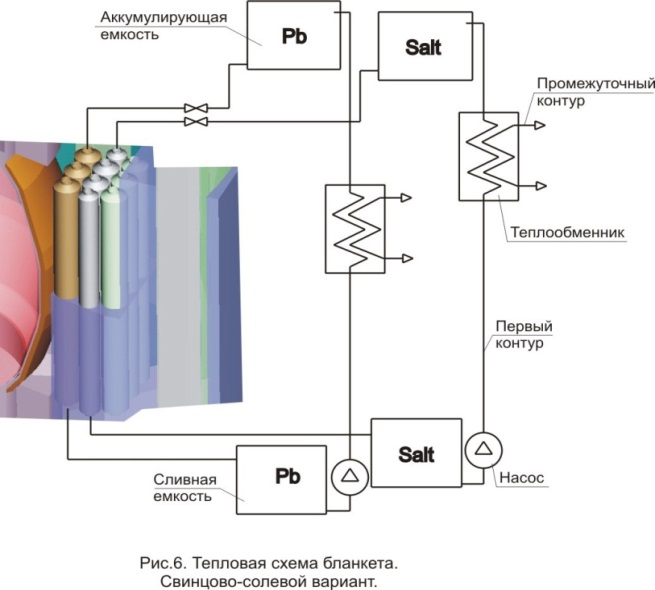 Аккумулирующая
емкость
Pb
Salt
Промежуточный
контур
Теплообменник
Первый
контур
Сливная
емкость
Pb
Salt
Насос
Рис.6. Тепловая схема бланкета.
Свинцово-солевой вариант.